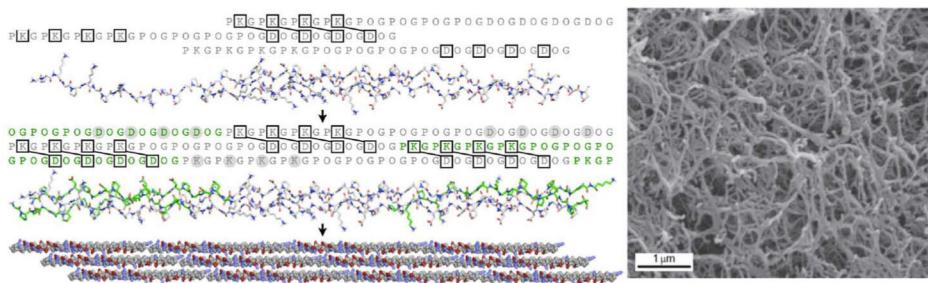 PKGPKGPKGPKGPOGPOGPOGPOGDOGDOGDOGDOG
PKGPKGPKGPKGPOGPOGPOGPOGDOGDOGDOGDOG
PKGPKGPKGPKGPOGPOGPOGPOGDOGDOGDOGDOG
OGPOGPOGDOGDOGDOGDOGPKGPKGPKGPKGPOGPOGPOGPOGDOGDOGDOGDOG
PKGPKGPKGPKGPOGPOGPOGPOGDOGDOGDOGDOGPKGPKGPKGPKGPOGPOGPO
GPOGDOGDOGDOGDOGPKGPKGPKGPKGPOGPOGPOGPOGDOGDOGDOGDOGPKGP
1 µm